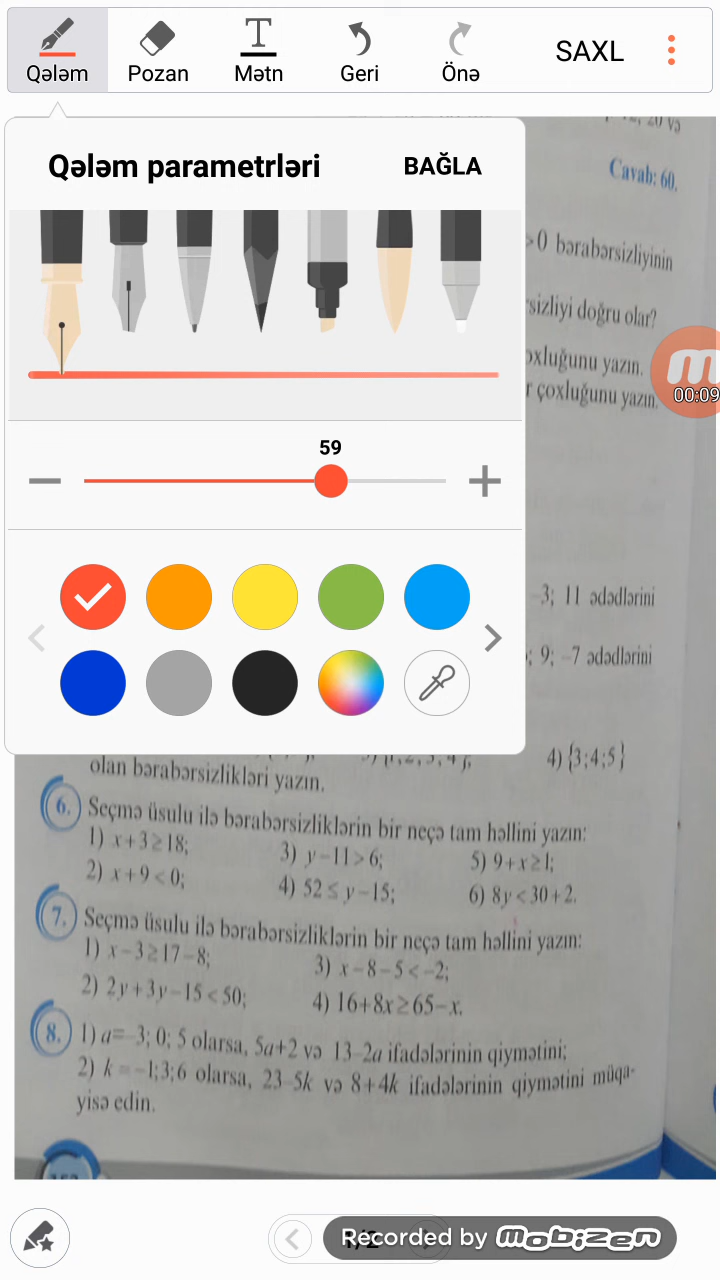 Qələm
Pozan
Mətn
Geri
Önə
SAXL
Qələm parametrləri
BAĞLA
Cavab: 60.
>0 bərabərsizliyinin
doğru olar?
yazın.
çoxluğunu yazın.
00:09
59
3; 11 ədədlərini
9; –7 ədədlərini
4) {3;4;5}
olan bərabərsizlikləri yazın.
6. Seçmə üsulu ilə bərabərsizliklərin bir neçə tam həllini yazın:
1) x+3≥18; 3) y–11>6; 5) 9+x≥1;
2) x+9<0; 4) 52≤y–15; 6) 8y<30+2.
7. Seçmə üsulu ilə bərabərsizliklərin bir neçə tam həllini yazın:
1) x–3≥17–8; 3) x–8–5<–2;
2) 2y+3y–15<50; 4) 16+8x≥65–x.
8. 1) a=–3; 0; 5 olarsa, 5a+2 və 13–2a ifadələrinin qiymətini;
2) k=–1;3;6 olarsa, 23–5k və 8+4k ifadələrinin qiymətini müqa-
yisə edin.
1/2
Recorded by mobizen